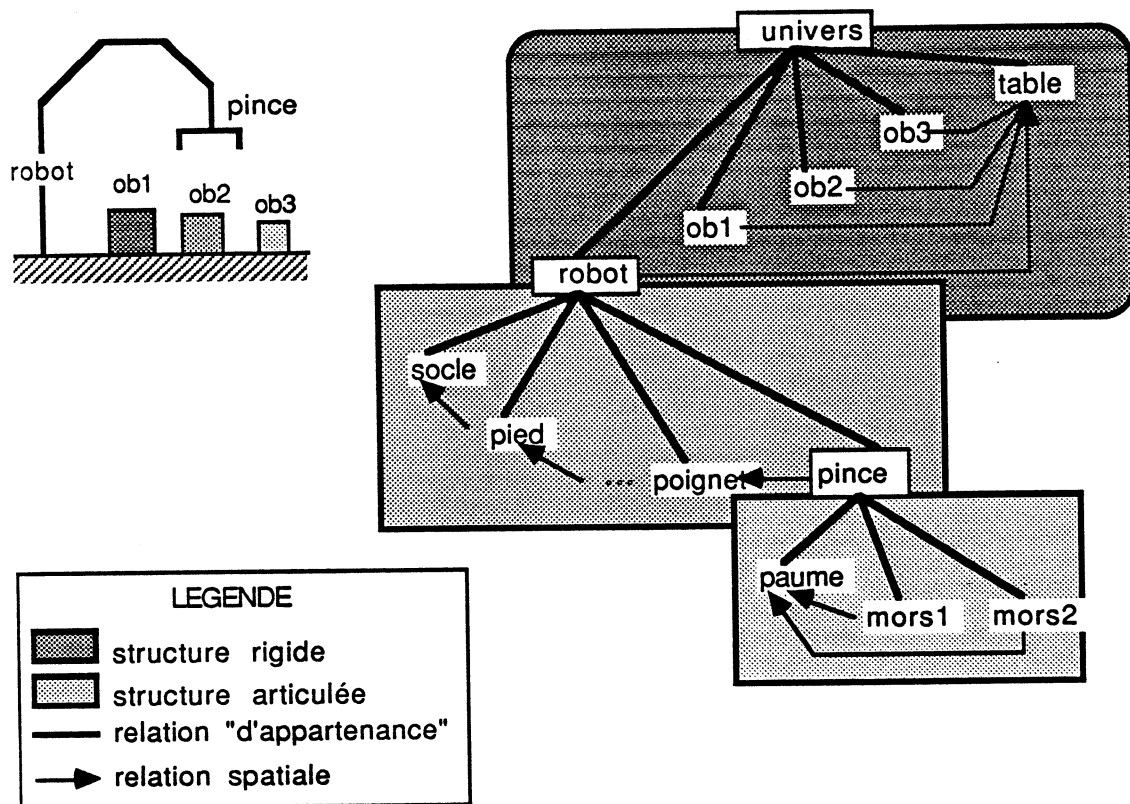 pince
robot
ob1
ob2
ob3
univers
table
ob3
ob2
ob1
robot
socle
pied
... poignet
pince
paume
mors1
mors2
LEGENDE
structure rigide
structure articulée
relation "d'appartenance"
relation spatiale